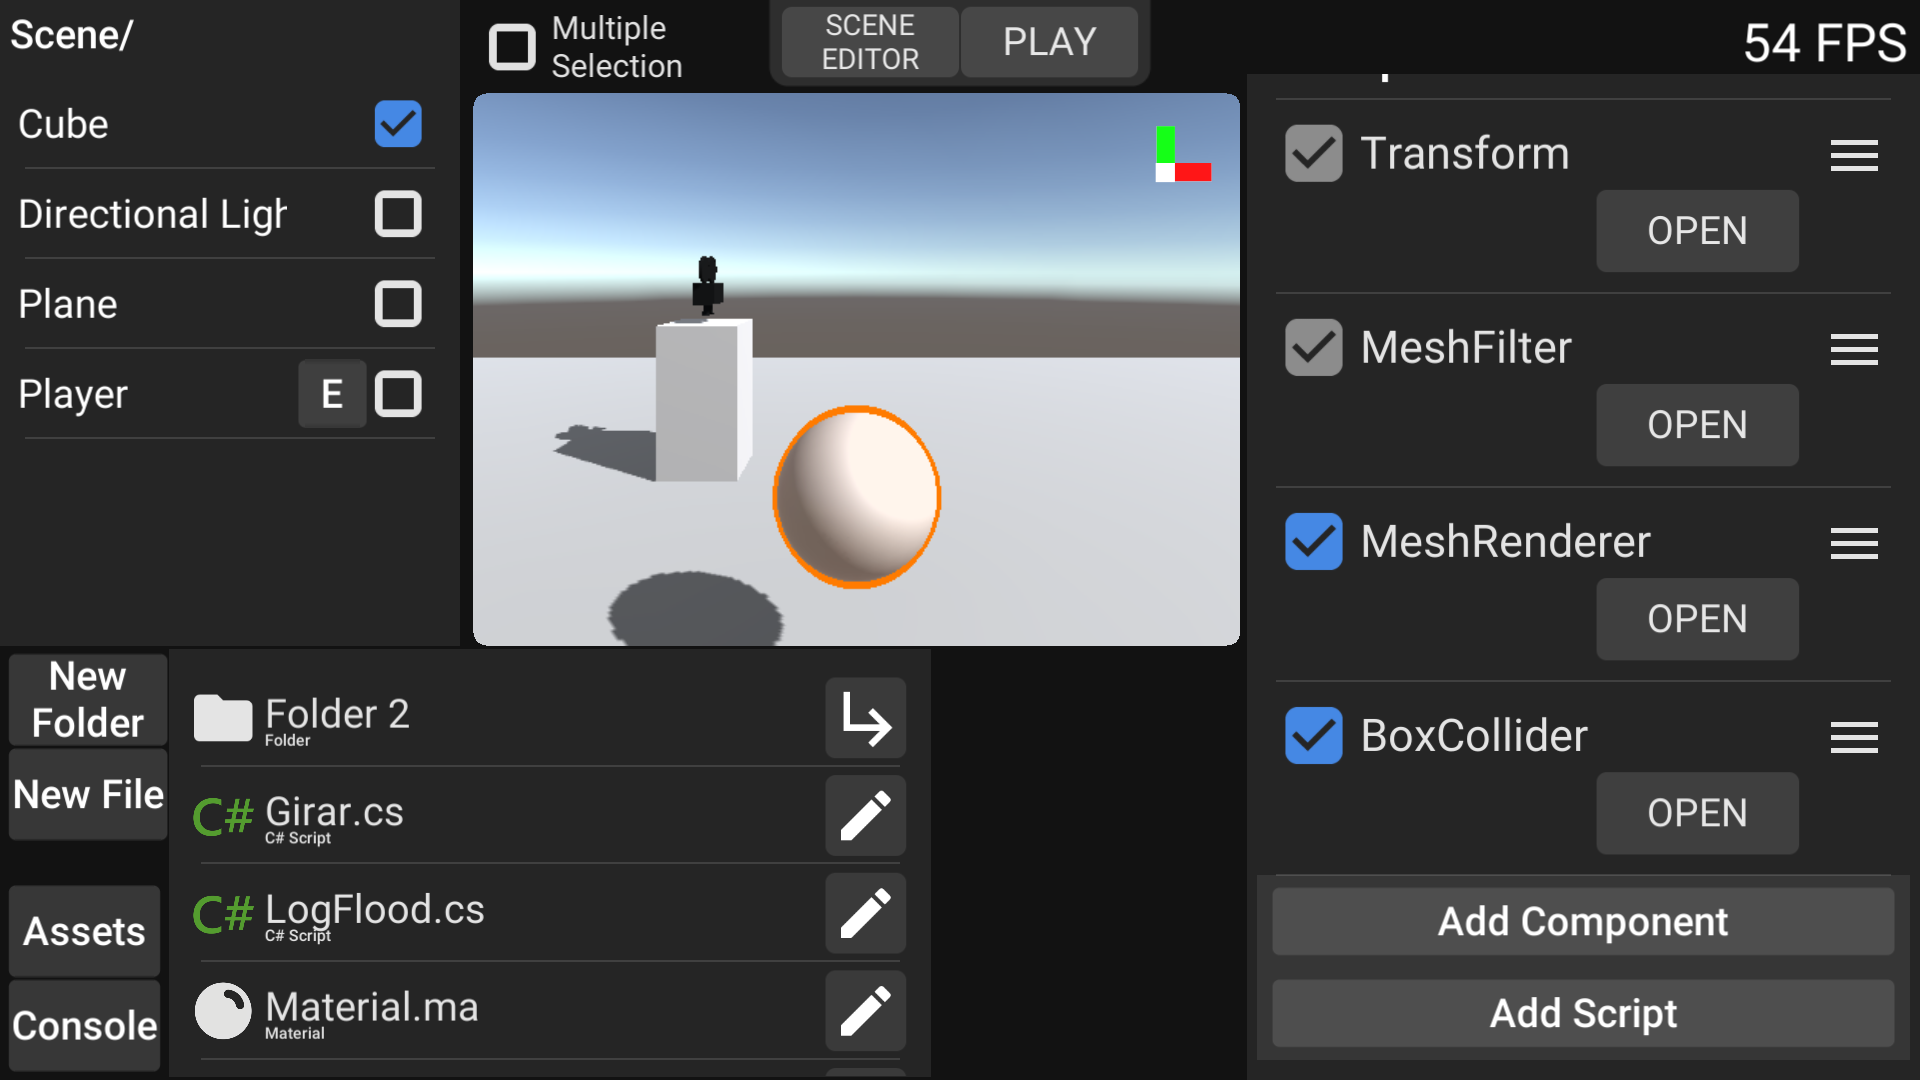 Scene/
Cube
Directional Ligh
Plane
Player
E
Multiple
Selection
SCENE
EDITOR
PLAY
54 FPS
Transform
OPEN
MeshFilter
OPEN
MeshRenderer
OPEN
BoxCollider
OPEN
Add Component
Add Script
New
Folder
New File
Assets
Console
Folder 2
Folder
C# Girar.cs
C# Script
C# LogFlood.cs
C# Script
Material.ma
Material